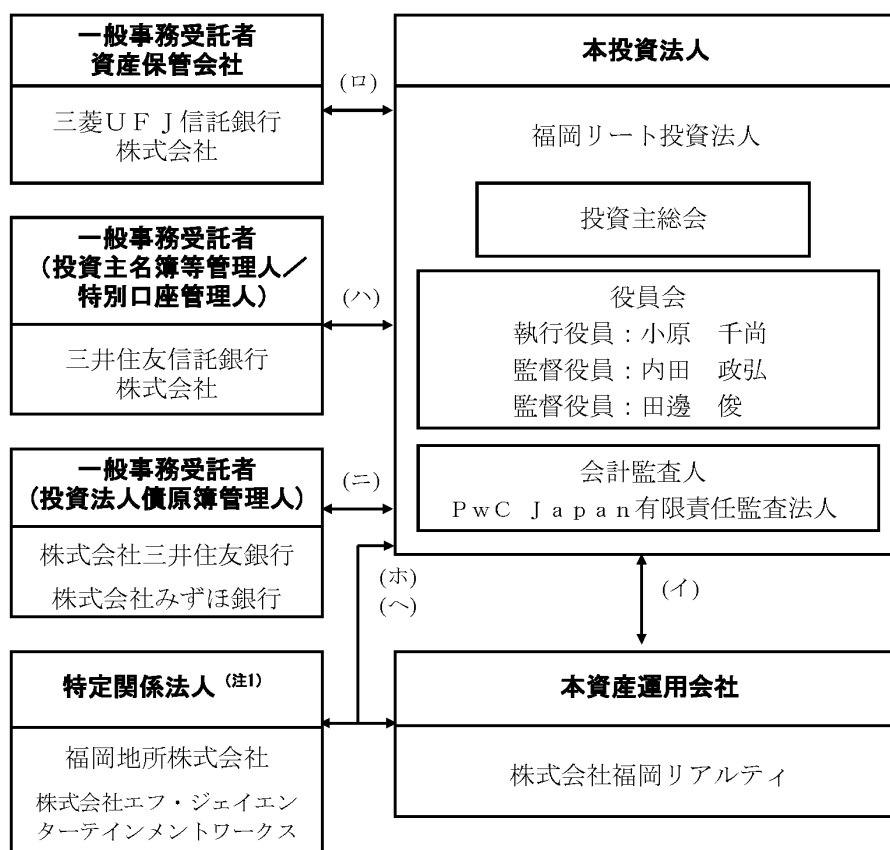 一般事務受託者
資産保管会社
三菱ＵＦＪ信託銀行
株式会社
(ロ)
一般事務受託者
（投資主名簿等管理人／
特別口座管理人）
三井住友信託銀行
株式会社
(ハ)
一般事務受託者
（投資法人債原簿管理人）
株式会社三井住友銀行
株式会社みずほ銀行
(ニ)
特定関係法人（注1）
福岡地所株式会社
株式会社エフ・ジェイエン
ターテインメントワークス
(ホ)
(ヘ)
本投資法人
福岡リート投資法人
投資主総会
役員会
執行役員：小原　千尚
監督役員：内田　政弘
監督役員：田邊　俊
会計監査人
ＰｗＣ　Ｊａｐａｎ有限責任監査法人
(イ)
本資産運用会社
株式会社福岡リアルティ